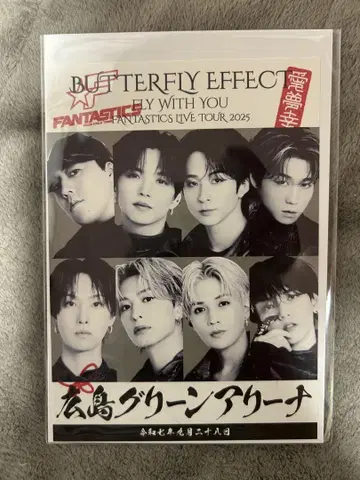 BUTTERFLY EFFECT
FLY WITH YOU
FANTASTICS LIVE TOUR 2025
FANTASTICS
広島グリーンアリーナ